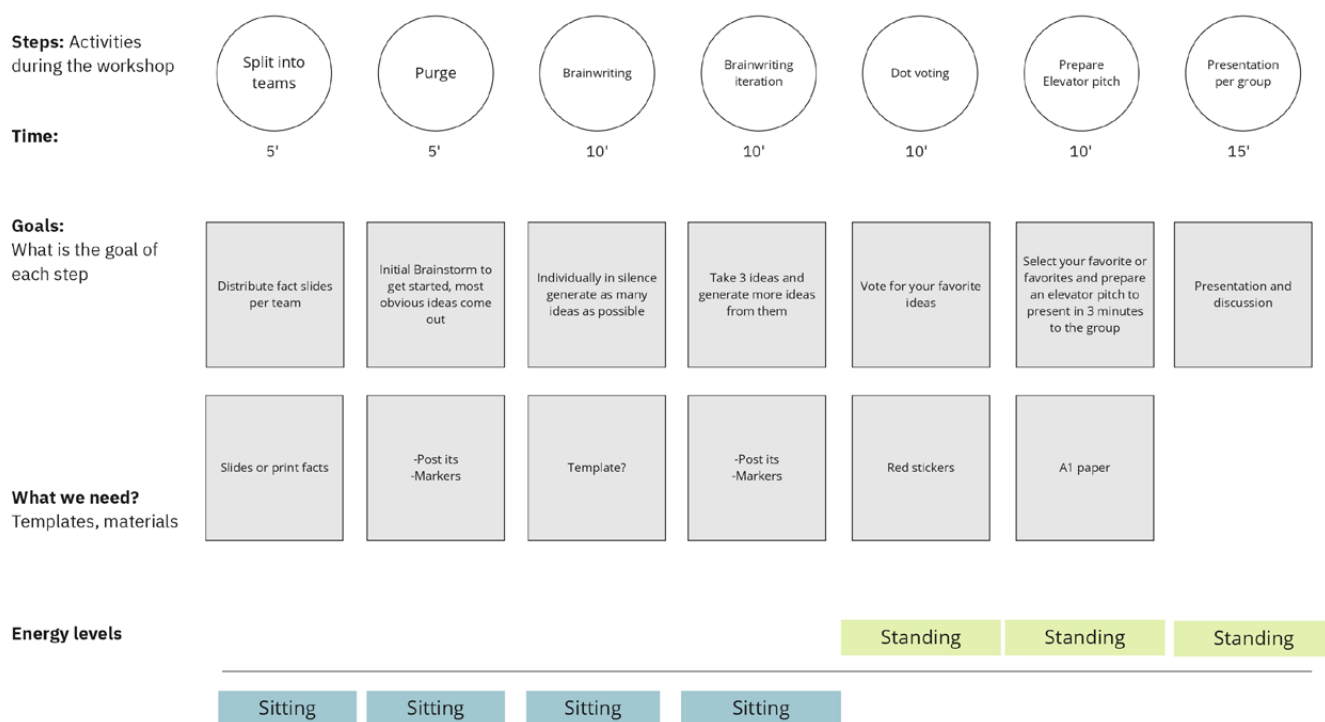 Steps: Activities
during the workshop
Split into
teams
Purge
Brainwriting
Brainwriting
iteration
Dot voting
Prepare
Elevator pitch
Presentation
per group
Time:
5'
5'
10'
10'
10'
10'
15'
Goals:
What is the goal of
each step
Distribute fact slides
per team
Initial Brainstorm to
get started, most
obvious ideas come
out
Individually in silence
generate as many
ideas as possible
Take 3 ideas and
generate more ideas
from them
Vote for your favorite
ideas
Select your favorite or
favorites and prepare
an elevator pitch to
present in 3 minutes
to the group
Presentation and
discussion
What we need?
Templates, materials
Slides or print facts
-Post its
-Markers
Template?
-Post its
-Markers
Red stickers
A1 paper
Energy levels
Standing
Standing
Standing
Sitting
Sitting
Sitting
Sitting